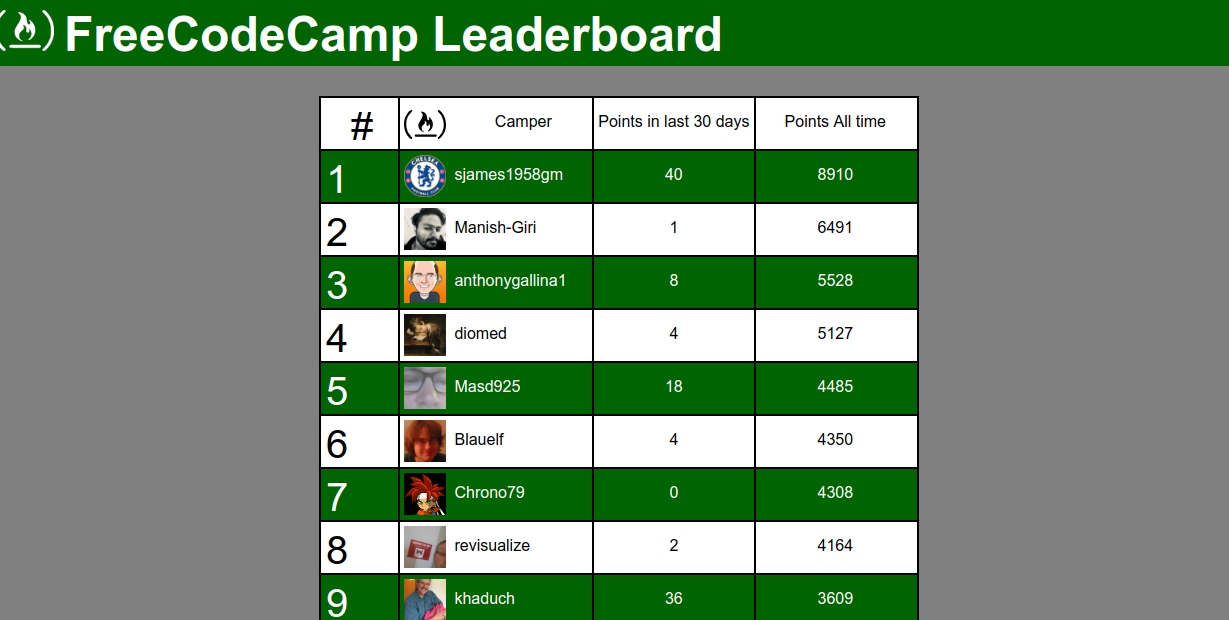 FreeCodeCamp Leaderboard
# Camper Points in last 30 days Points All time
1 sjames1958gm 40 8910
2 Manish-Giri 1 6491
3 anthonygallina1 8 5528
4 diomed 4 5127
5 Masd925 18 4485
6 Blauelf 4 4350
7 Chrono79 0 4308
8 revisualize 2 4164
9 khaduch 36 3609